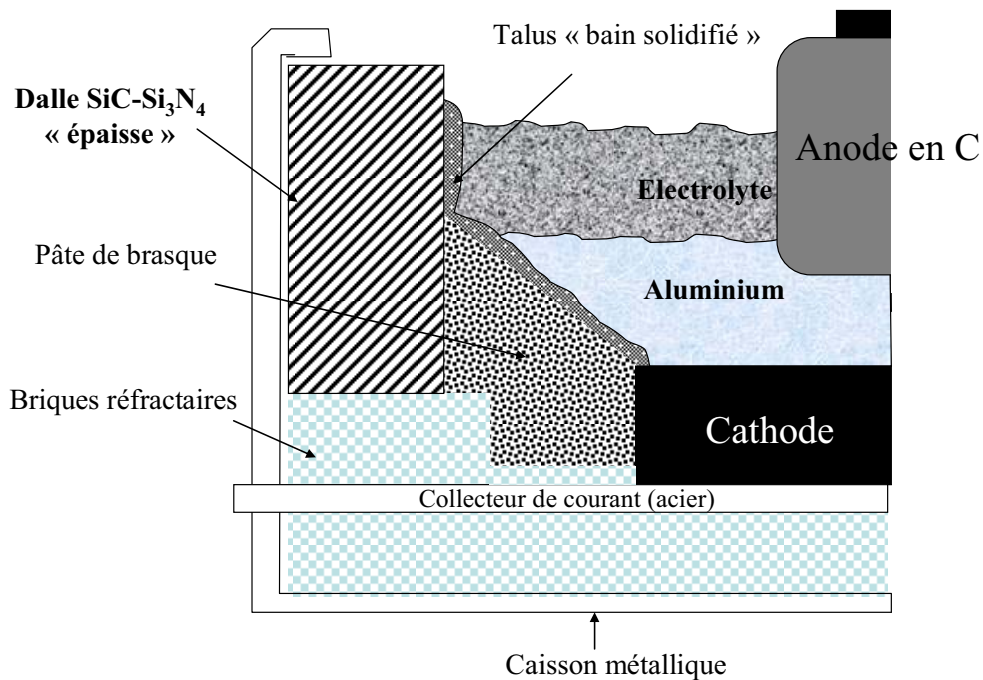 Talus « bain solidifié »
Dalle SiC-Si₃N₄
« épaisse »
Anode en C
Electrolyte
Pâte de brasque
Aluminium
Briques réfractaires
Cathode
Collecteur de courant (acier)
Caisson métallique